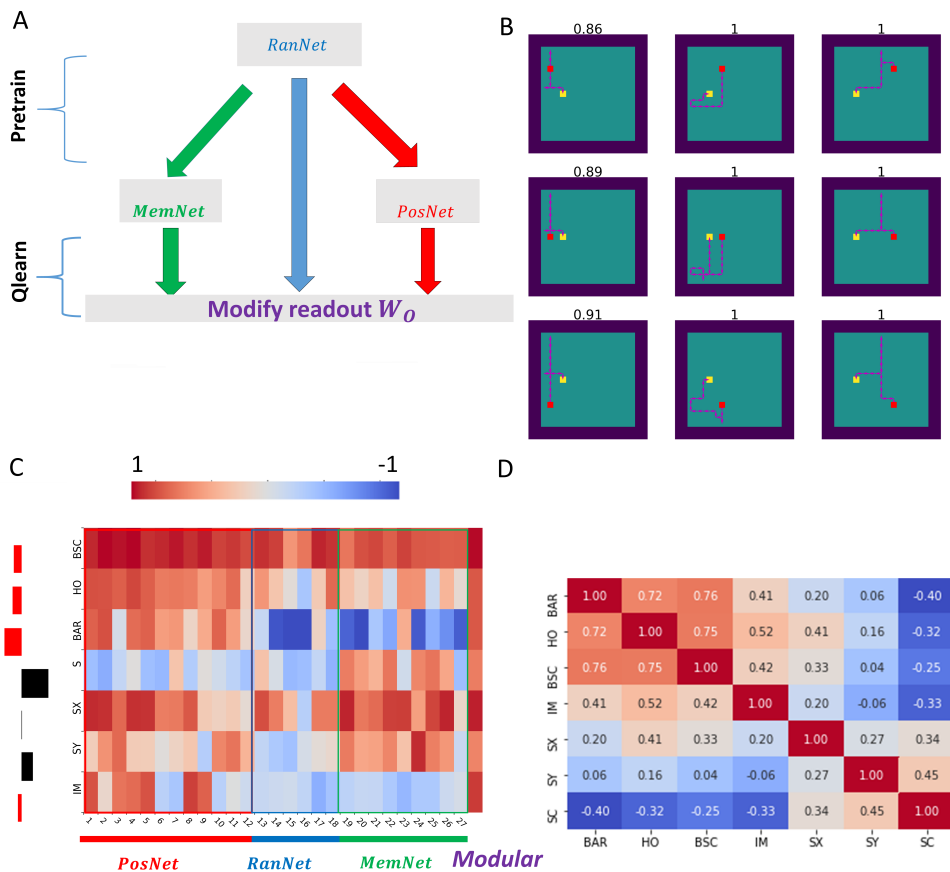 A
RanNet
Pretrain
MemNet
PosNet
Qlearn
Modify readout W_O
B
0.86 1 1
0.89 1 1
0.91 1 1
C
1 -1
BSC
HO
BAR
S
SX
SY
IM
1 2 3 4 5 6 7 8 9 10 11 12 13 14 15 16 17 18 19 20 21 22 23 24 25 26 27
PosNet RanNet MemNet Modular
D
BAR 1.00 0.72 0.76 0.41 0.20 0.06 -0.40
HO 0.72 1.00 0.75 0.52 0.41 0.16 -0.32
BSC 0.76 0.75 1.00 0.42 0.33 0.04 -0.25
IM 0.41 0.52 0.42 1.00 0.20 -0.06 -0.33
SX 0.20 0.41 0.33 0.20 1.00 0.27 0.34
SY 0.06 0.16 0.04 -0.06 0.27 1.00 0.45
SC -0.40 -0.32 -0.25 -0.33 0.34 0.45 1.00
BAR HO BSC IM SX SY SC